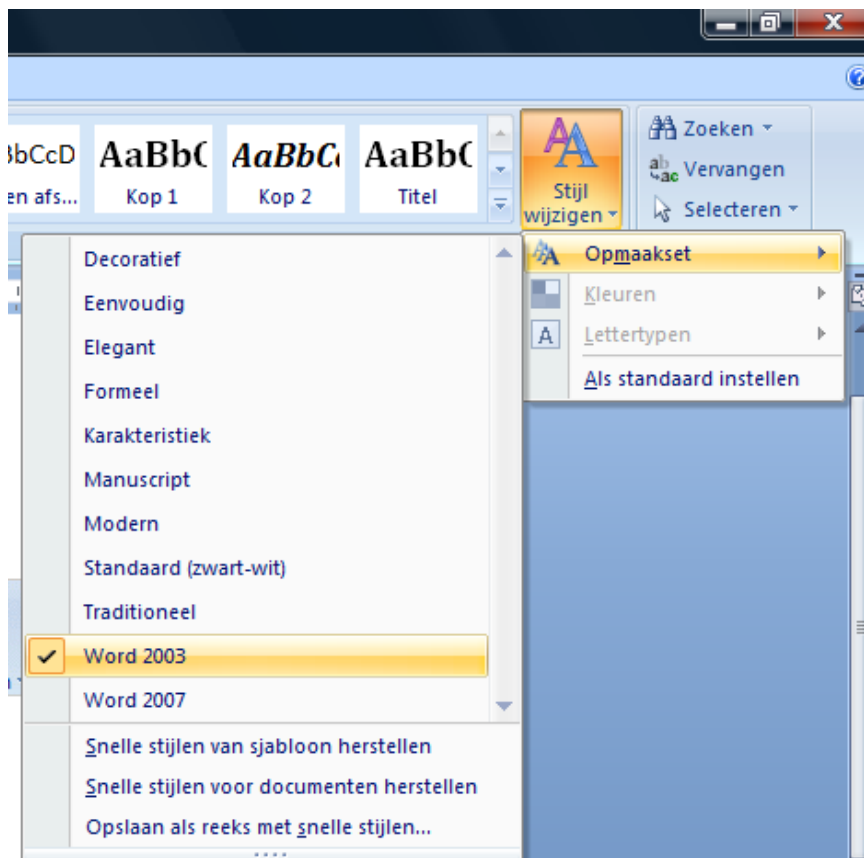 AaBbC AaBbC AaBbC
en afs... Kop 1 Kop 2 Titel
Stijl
wijzigen
Zoeken
Vervangen
Selecteren
Opmaakset
Kleuren
Lettertypen
Als standaard instellen
Decoratief
Eenvoudig
Elegant
Formeel
Karakteristiek
Manuscript
Modern
Standaard (zwart-wit)
Traditioneel
Word 2003
Word 2007
Snelle stijlen van sjabloon herstellen
Snelle stijlen voor documenten herstellen
Opslaan als reeks met snelle stijlen...